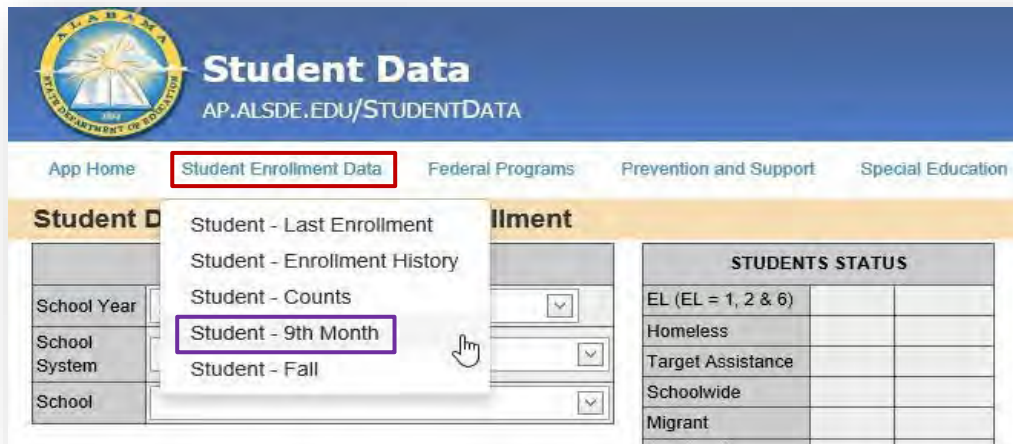 ALABAMA
STATE DEPARTMENT OF EDUCATION
Student Data
AP.ALSDE.EDU/STUDENTDATA
App Home Student Enrollment Data Federal Programs Prevention and Support Special Education
Student D llment
Student - Last Enrollment
Student - Enrollment History
Student - Counts
Student - 9th Month
Student - Fall
School Year
School
System
School
STUDENTS STATUS
EL (EL = 1, 2 & 6)
Homeless
Target Assistance
Schoolwide
Migrant